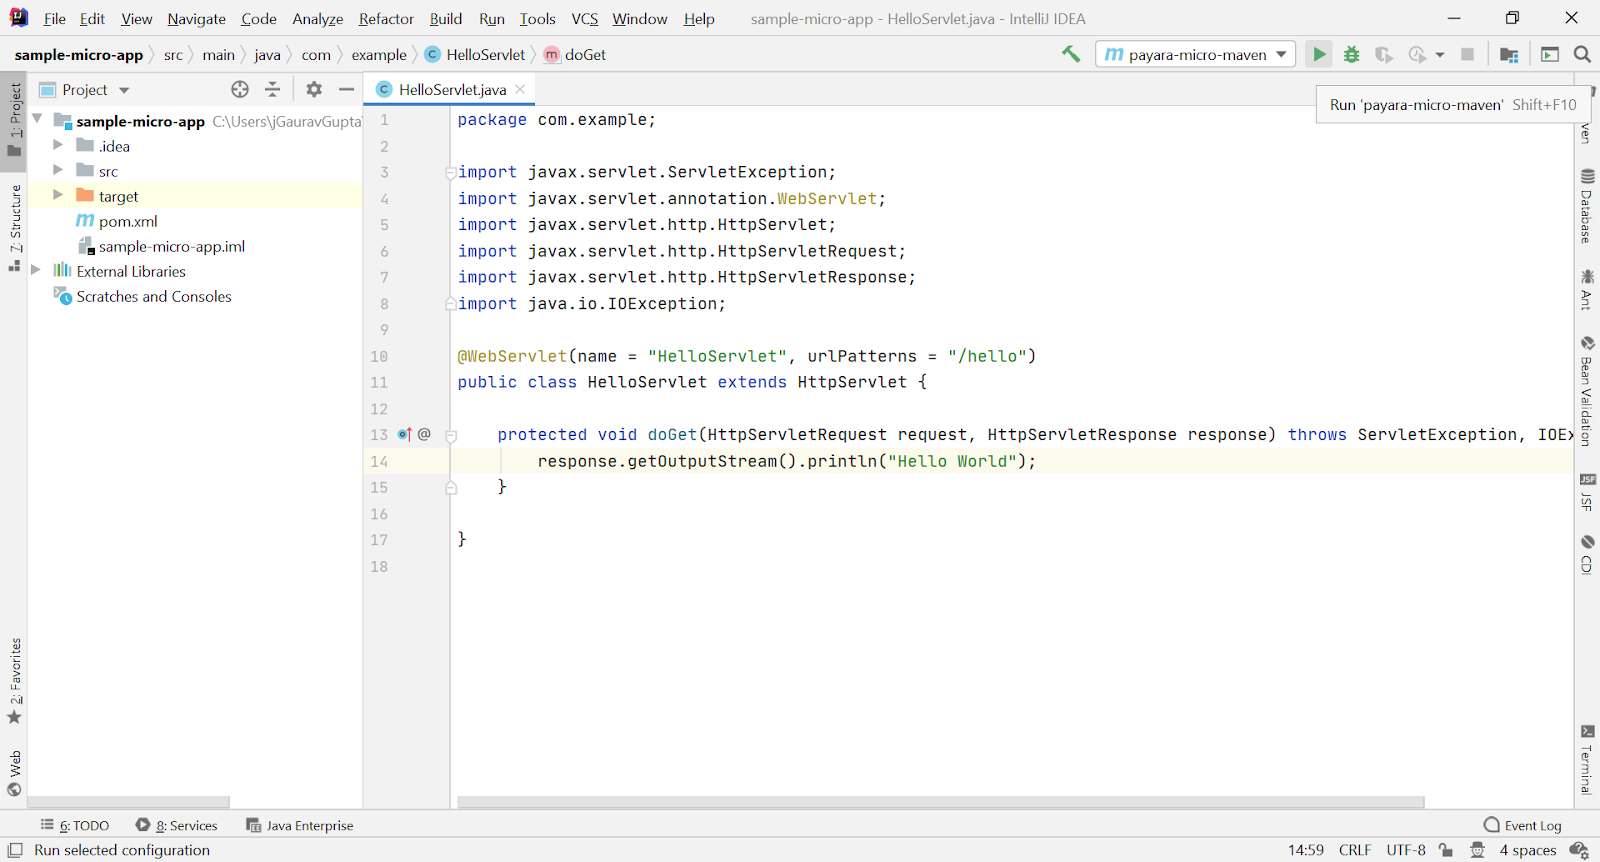 File Edit View Navigate Code Analyze Refactor Build Run Tools VCS Window Help sample-micro-app - HelloServlet.java - IntelliJ IDEA
sample-micro-app src main java com example C HelloServlet m doGet m payara-micro-maven
Run 'payara-micro-maven' Shift+F10
1: Project
7: Structure
2: Favorites
Web
Project
sample-micro-app C:\Users\jGauravGupta
.idea
src
target
m pom.xml
sample-micro-app.iml
External Libraries
Scratches and Consoles
C HelloServlet.java
1 package com.example;
2
3 import javax.servlet.ServletException;
4 import javax.servlet.annotation.WebServlet;
5 import javax.servlet.http.HttpServlet;
6 import javax.servlet.http.HttpServletRequest;
7 import javax.servlet.http.HttpServletResponse;
8 import java.io.IOException;
9
10 @WebServlet(name = "HelloServlet", urlPatterns = "/hello")
11 public class HelloServlet extends HttpServlet {
12
13 @ protected void doGet(HttpServletRequest request, HttpServletResponse response) throws ServletException, IOEx
14 response.getOutputStream().println("Hello World");
15 }
16
17 }
18
ven
Database
Ant
Bean Validation
JSF JSF
CDI
Terminal
6: TODO 8: Services Java Enterprise Event Log
Run selected configuration 14:59 CRLF UTF-8 4 spaces